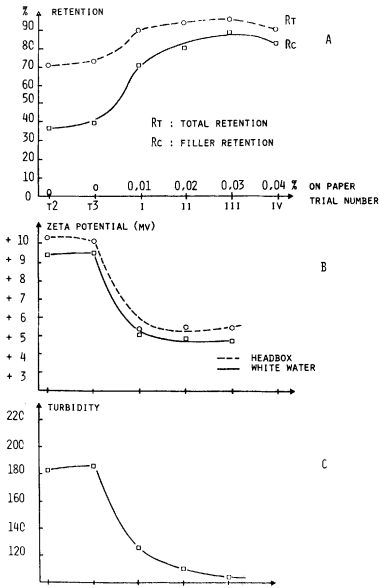 % RETENTION
90
80
70
60
50
40
30
20
10
0
RT
RC
A
RT : TOTAL RETENTION
RC : FILLER RETENTION
0 0 0,01 0,02 0,03 0,04 % ON PAPER
T2 T3 I II III IV TRIAL NUMBER
ZETA POTENTIAL (MV)
+ 10
+ 9
+ 8
+ 7
+ 6
+ 5
+ 4
+ 3
B
HEADBOX
WHITE WATER
TURBIDITY
220
200
180
160
140
120
C